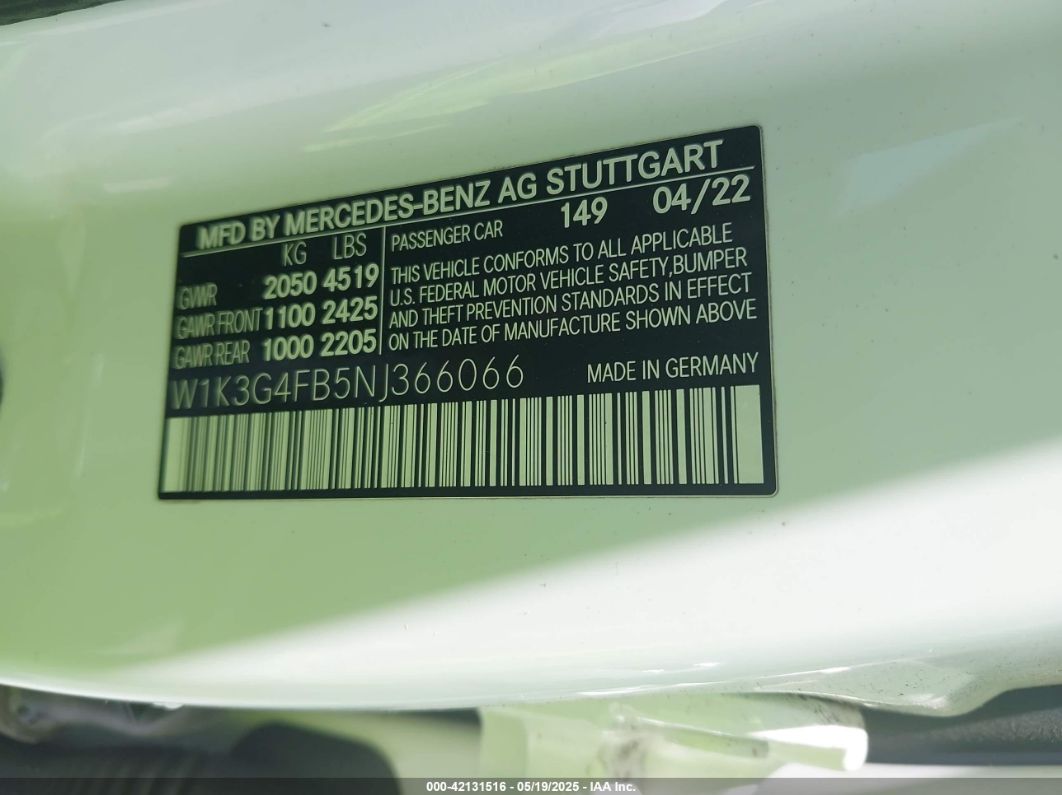 MFD BY MERCEDES-BENZ AG STUTTGART
KG LBS
GVWR 2050 4519
GAWR FRONT 1100 2425
GAWR REAR 1000 2205
PASSENGER CAR 149 04/22
THIS VEHICLE CONFORMS TO ALL APPLICABLE
U.S. FEDERAL MOTOR VEHICLE SAFETY,BUMPER
AND THEFT PREVENTION STANDARDS IN EFFECT
ON THE DATE OF MANUFACTURE SHOWN ABOVE
W1K3G4FB5NJ366066
MADE IN GERMANY
000-42131516 - 05/19/2025 - IAA Inc.